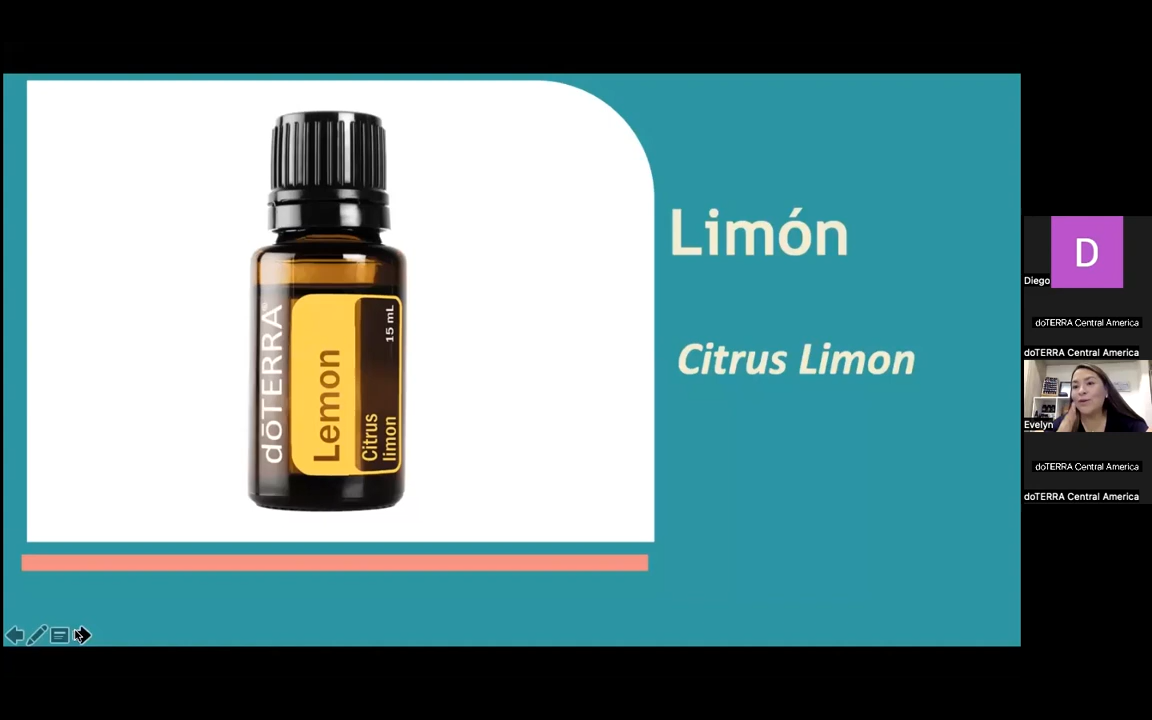 dōTERRA®
Lemon
Citrus
limon
15 mL
Limón
Citrus Limon
D
Diego
doTERRA Central America
doTERRA Central America
Evelyn
doTERRA Central America
doTERRA Central America